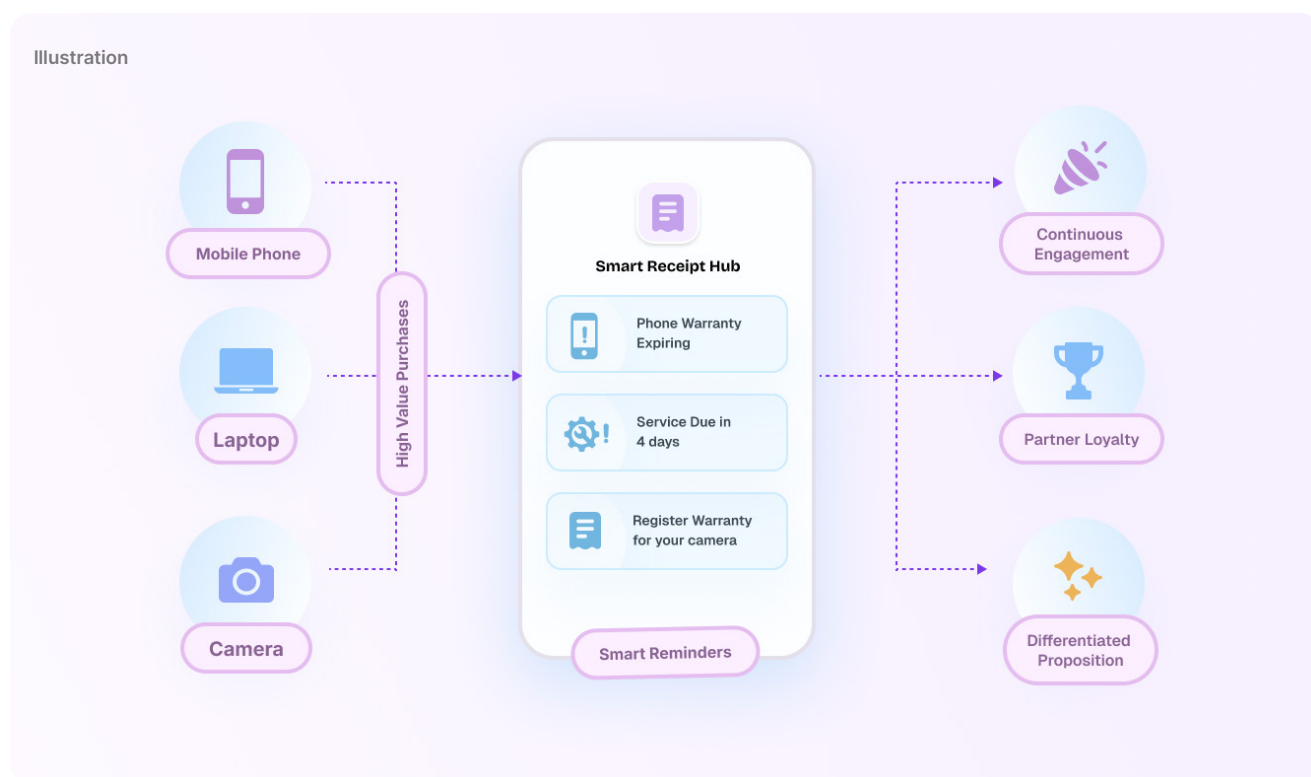 Illustration
Mobile Phone
Laptop
Camera
High Value Purchases
Smart Receipt Hub
Phone Warranty
Expiring
Service Due in
4 days
Register Warranty
for your camera
Smart Reminders
Continuous
Engagement
Partner Loyalty
Differentiated
Proposition